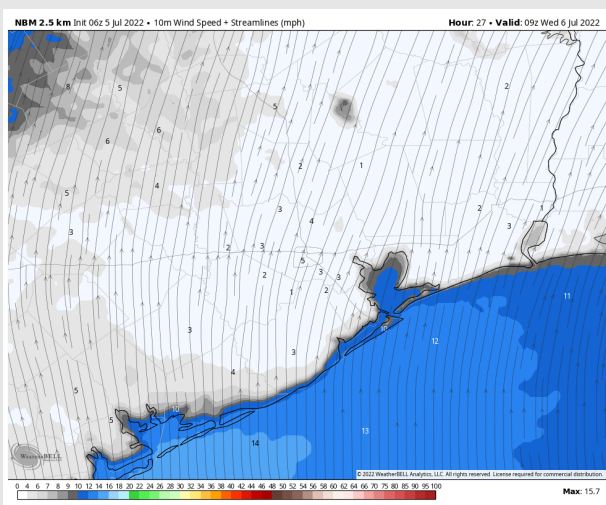 NBM 2.5 km Init 06z 5 Jul 2022 • 10m Wind Speed + Streamlines (mph)
Hour: 27 • Valid: 09z Wed 6 Jul 2022
8 5 2
5
6
6
2 1
5 4
3 2 1
4
3 3
2 3
5
2 3 3
1 2
11
3 10
12
3
4
5
10
5
13
14
WeatherBELL
© 2022 WeatherBELL Analytics, LLC. All rights reserved. License required for commercial distribution.
0 4 5 6 7 8 9 10 12 14 16 18 20 22 24 26 28 30 32 34 36 38 40 42 44 46 48 50 52 54 56 58 60 62 64 66 70 75 80 85 90 95 100
Max: 15.7